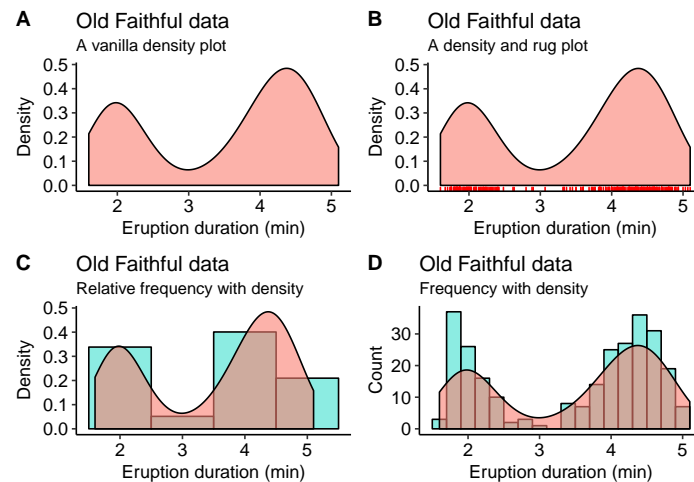 A Old Faithful data
A vanilla density plot
0.5
0.4
0.3
0.2
0.1
0.0
Density
2 3 4 5
Eruption duration (min)
B Old Faithful data
A density and rug plot
0.5
0.4
0.3
0.2
0.1
0.0
Density
2 3 4 5
Eruption duration (min)
C Old Faithful data
Relative frequency with density
0.5
0.4
0.3
0.2
0.1
0.0
Density
2 3 4 5
Eruption duration (min)
D Old Faithful data
Frequency with density
30
20
10
0
Count
2 3 4 5
Eruption duration (min)